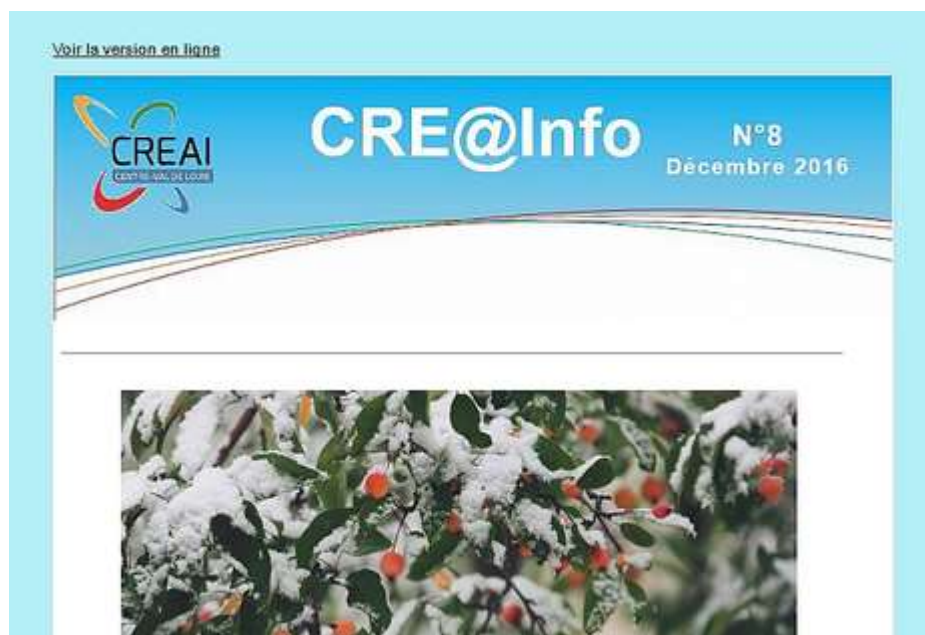 Voir la version en ligne
CREAI
CENTRE-VAL DE LOIRE
CRE@Info
N°8
Décembre 2016